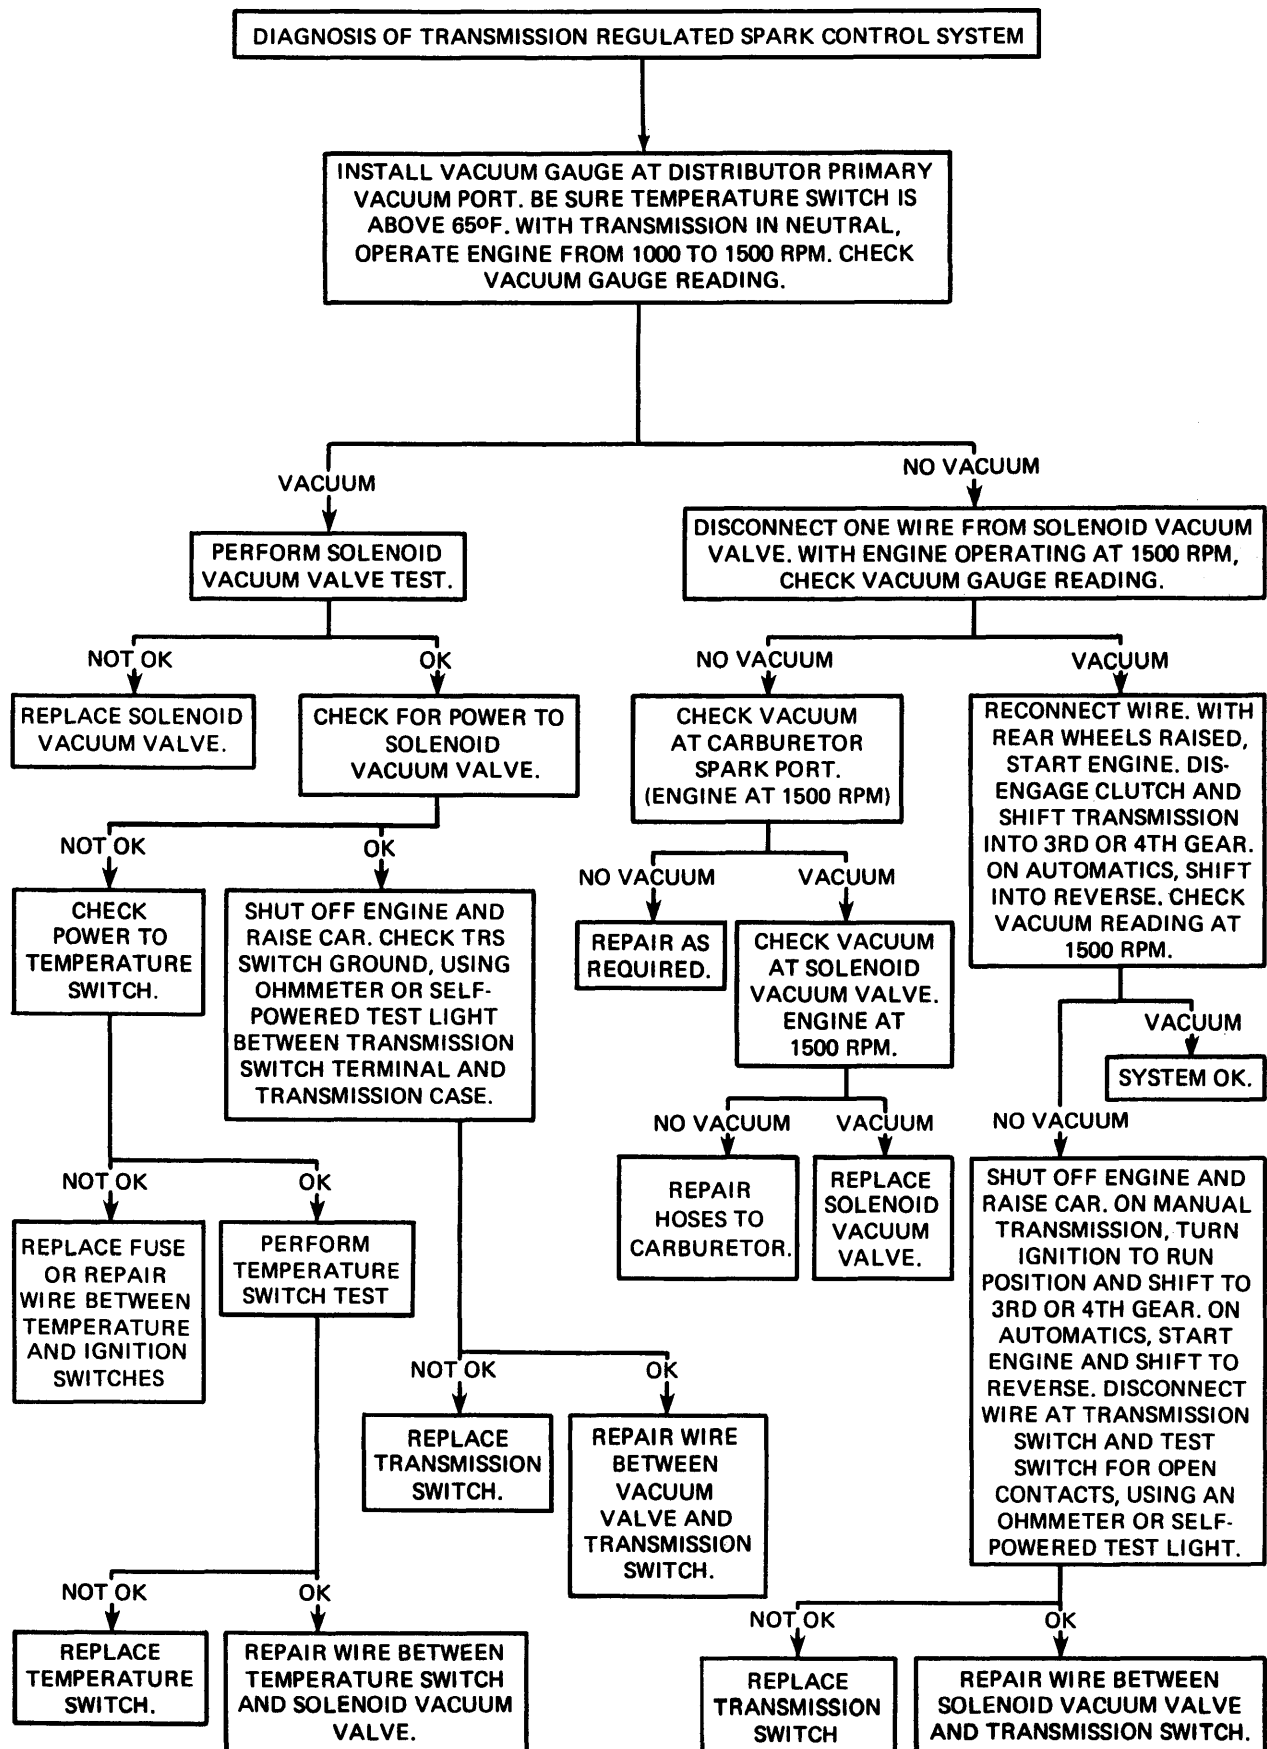 DIAGNOSIS OF TRANSMISSION REGULATED SPARK CONTROL SYSTEM
INSTALL VACUUM GAUGE AT DISTRIBUTOR PRIMARY
VACUUM PORT. BE SURE TEMPERATURE SWITCH IS
ABOVE 65ºF. WITH TRANSMISSION IN NEUTRAL,
OPERATE ENGINE FROM 1000 TO 1500 RPM. CHECK
VACUUM GAUGE READING.
VACUUM
NO VACUUM
PERFORM SOLENOID
VACUUM VALVE TEST.
DISCONNECT ONE WIRE FROM SOLENOID VACUUM
VALVE. WITH ENGINE OPERATING AT 1500 RPM,
CHECK VACUUM GAUGE READING.
NOT OK
OK
NO VACUUM
VACUUM
REPLACE SOLENOID
VACUUM VALVE.
CHECK FOR POWER TO
SOLENOID
VACUUM VALVE.
CHECK VACUUM
AT CARBURETOR
SPARK PORT.
(ENGINE AT 1500 RPM)
RECONNECT WIRE. WITH
REAR WHEELS RAISED,
START ENGINE. DIS-
ENGAGE CLUTCH AND
SHIFT TRANSMISSION
INTO 3RD OR 4TH GEAR.
ON AUTOMATICS, SHIFT
INTO REVERSE. CHECK
VACUUM READING AT
1500 RPM.
NOT OK
OK
NO VACUUM
VACUUM
CHECK
POWER TO
TEMPERATURE
SWITCH.
SHUT OFF ENGINE AND
RAISE CAR. CHECK TRS
SWITCH GROUND, USING
OHMMETER OR SELF-
POWERED TEST LIGHT
BETWEEN TRANSMISSION
SWITCH TERMINAL AND
TRANSMISSION CASE.
REPAIR AS
REQUIRED.
CHECK VACUUM
AT SOLENOID
VACUUM VALVE.
ENGINE AT
1500 RPM.
VACUUM
SYSTEM OK.
NO VACUUM
VACUUM
NO VACUUM
NOT OK
OK
REPAIR
HOSES TO
CARBURETOR.
REPLACE
SOLENOID
VACUUM
VALVE.
SHUT OFF ENGINE AND
RAISE CAR. ON MANUAL
TRANSMISSION, TURN
IGNITION TO RUN
POSITION AND SHIFT TO
3RD OR 4TH GEAR. ON
AUTOMATICS, START
ENGINE AND SHIFT TO
REVERSE. DISCONNECT
WIRE AT TRANSMISSION
SWITCH AND TEST
SWITCH FOR OPEN
CONTACTS, USING AN
OHMMETER OR SELF-
POWERED TEST LIGHT.
REPLACE FUSE
OR REPAIR
WIRE BETWEEN
TEMPERATURE
AND IGNITION
SWITCHES
PERFORM
TEMPERATURE
SWITCH TEST
NOT OK
OK
REPLACE
TRANSMISSION
SWITCH.
REPAIR WIRE
BETWEEN
VACUUM
VALVE AND
TRANSMISSION
SWITCH.
NOT OK
OK
NOT OK
OK
REPLACE
TEMPERATURE
SWITCH.
REPAIR WIRE BETWEEN
TEMPERATURE SWITCH
AND SOLENOID VACUUM
VALVE.
REPLACE
TRANSMISSION
SWITCH
REPAIR WIRE BETWEEN
SOLENOID VACUUM VALVE
AND TRANSMISSION SWITCH.